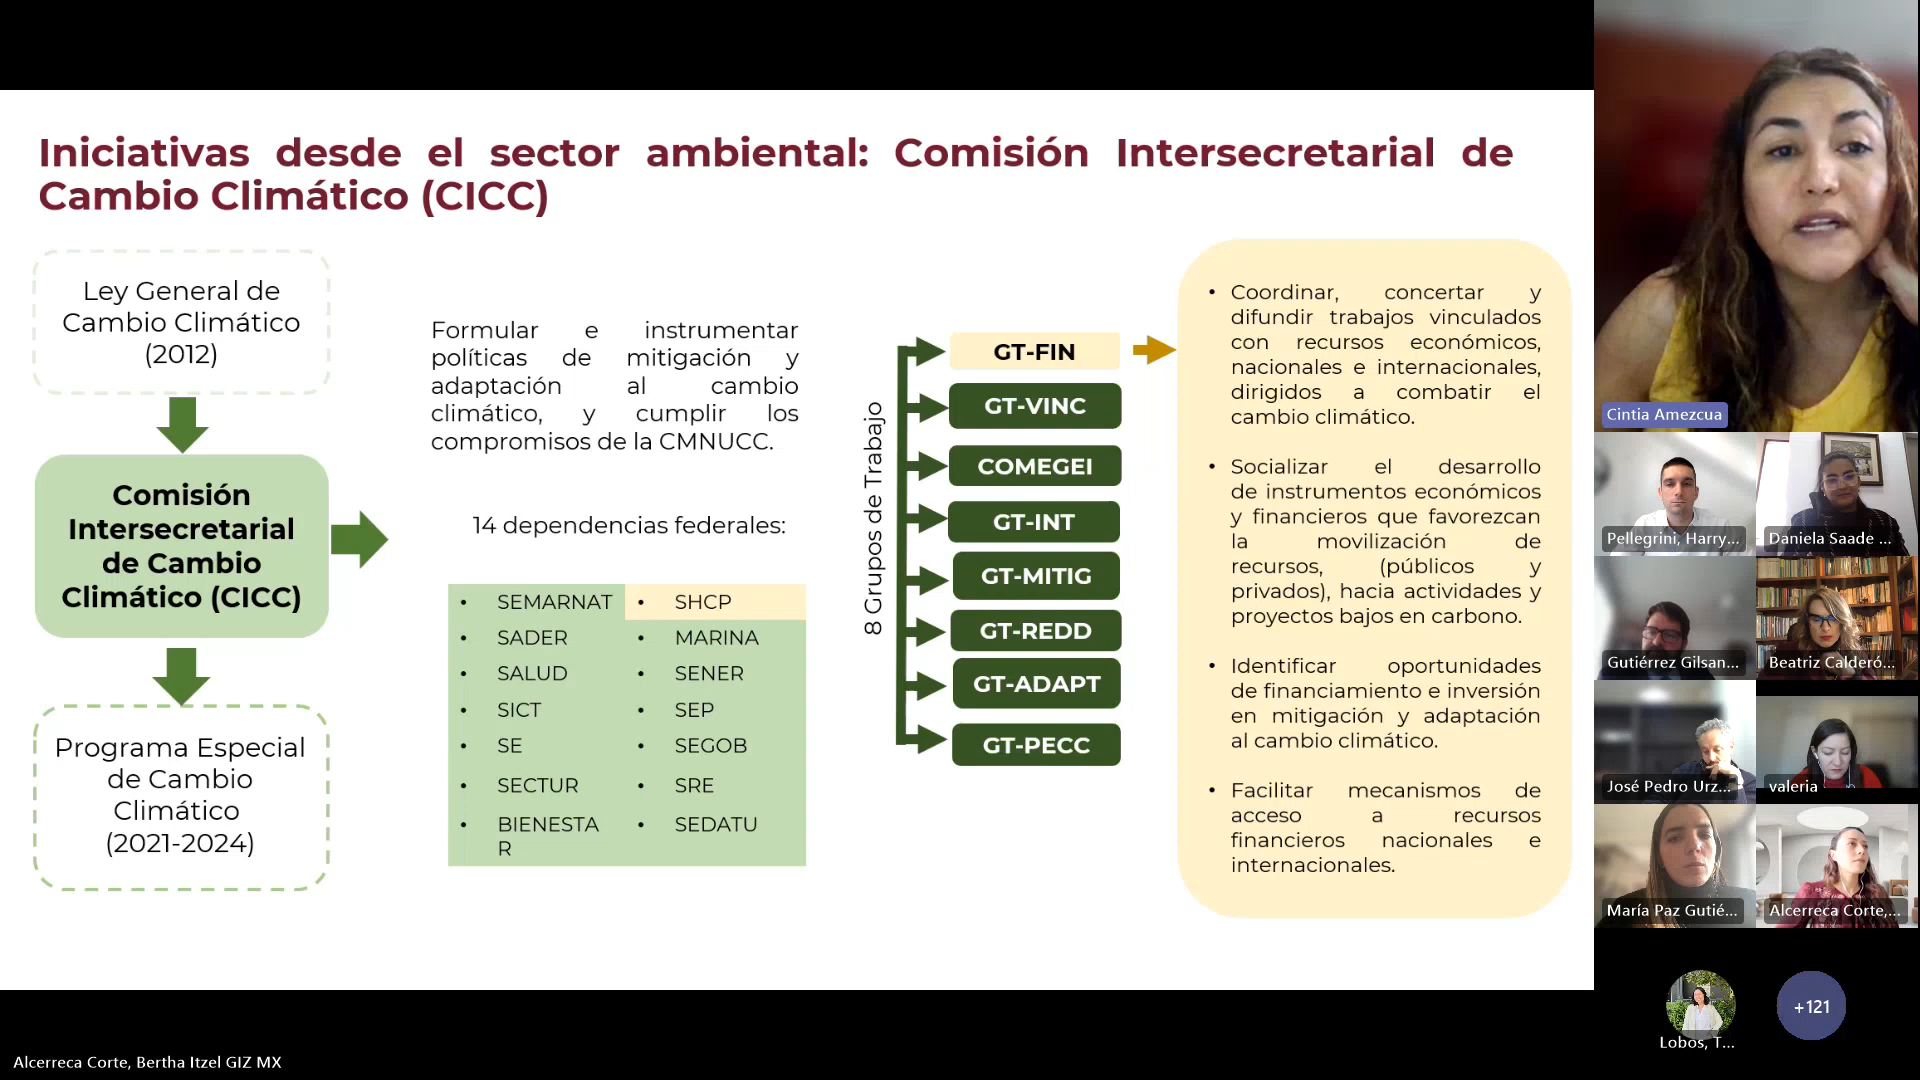 Iniciativas desde el sector ambiental: Comisión Intersecretarial de
Cambio Climático (CICC)
Ley General de
Cambio Climático
(2012)
Comisión
Intersecretarial
de Cambio
Climático (CICC)
Programa Especial
de Cambio
Climático
(2021-2024)
Formular e instrumentar
políticas de mitigación y
adaptación al cambio
climático, y cumplir los
compromisos de la CMNUCC.
14 dependencias federales:
• SEMARNAT
• SADER
• SALUD
• SICT
• SE
• SECTUR
• BIENESTA
R
• SHCP
• MARINA
• SENER
• SEP
• SEGOB
• SRE
• SEDATU
8 Grupos de Trabajo
GT-FIN
GT-VINC
COMEGEI
GT-INT
GT-MITIG
GT-REDD
GT-ADAPT
GT-PECC
• Coordinar, concertar y
difundir trabajos vinculados
con recursos económicos,
nacionales e internacionales,
dirigidos a combatir el
cambio climático.
• Socializar el desarrollo
de instrumentos económicos
y financieros que favorezcan
la movilización de
recursos, (públicos y
privados), hacia actividades y
proyectos bajos en carbono.
• Identificar oportunidades
de financiamiento e inversión
en mitigación y adaptación
al cambio climático.
• Facilitar mecanismos de
acceso a recursos
financieros nacionales e
internacionales.
Cintia Amezcua
Pellegrini, Harry...
Daniela Saade ...
Gutiérrez Gilsan...
Beatriz Calderó...
José Pedro Urz...
valeria
María Paz Gutié...
Alcerreca Corte,...
Lobos, T...
+121
Alcerreca Corte, Bertha Itzel GIZ MX